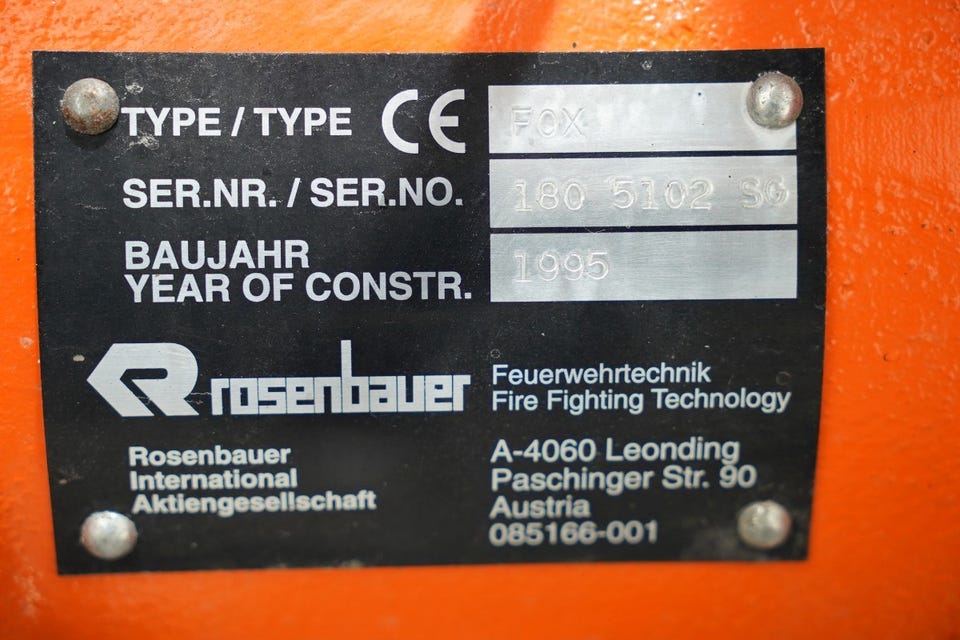 TYPE / TYPE CE FOX
SER.NR. / SER.NO. 180 5102 SG
BAUJAHR
YEAR OF CONSTR. 1995
R rosenbauer
Feuerwehrtechnik
Fire Fighting Technology
Rosenbauer
International
Aktiengesellschaft
A-4060 Leonding
Paschinger Str. 90
Austria
085166-001